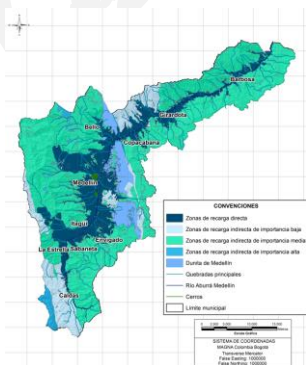 Barbosa
Girardota
Bello
Copacabana
Medellín
Itagüí
Envigado
La Estrella Sabaneta
Caldas
CONVENCIONES
Zonas de recarga directa
Zonas de recarga indirecta de importancia baja
Zonas de recarga indirecta de importancia media
Zonas de recarga indirecta de importancia alta
Dunita de Medellín
Quebradas principales
Río Aburrá Medellín
Cerros
Límite municipal
SISTEMA DE COORDENADAS
MAGNA Colombia Bogotá
Transverse Mercator
False Easting: 1000000
False Northing: 1000000